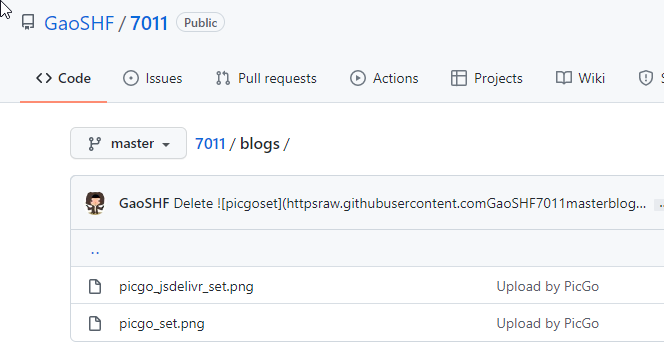 GaoSHF / 7011 Public
Code Issues Pull requests Actions Projects Wiki
master 7011 / blogs /
GaoSHF Delete ![picgoset](httpsraw.githubusercontent.comGaoSHF7011masterblog...
..
picgo_jsdelivr_set.png Upload by PicGo
picgo_set.png Upload by PicGo